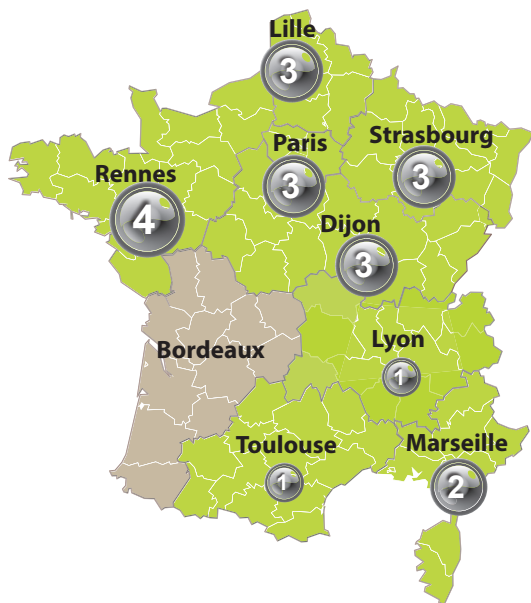 Lille
3
Paris
3
Strasbourg
3
Rennes
4
Dijon
3
Bordeaux
Lyon
1
Toulouse
1
Marseille
2